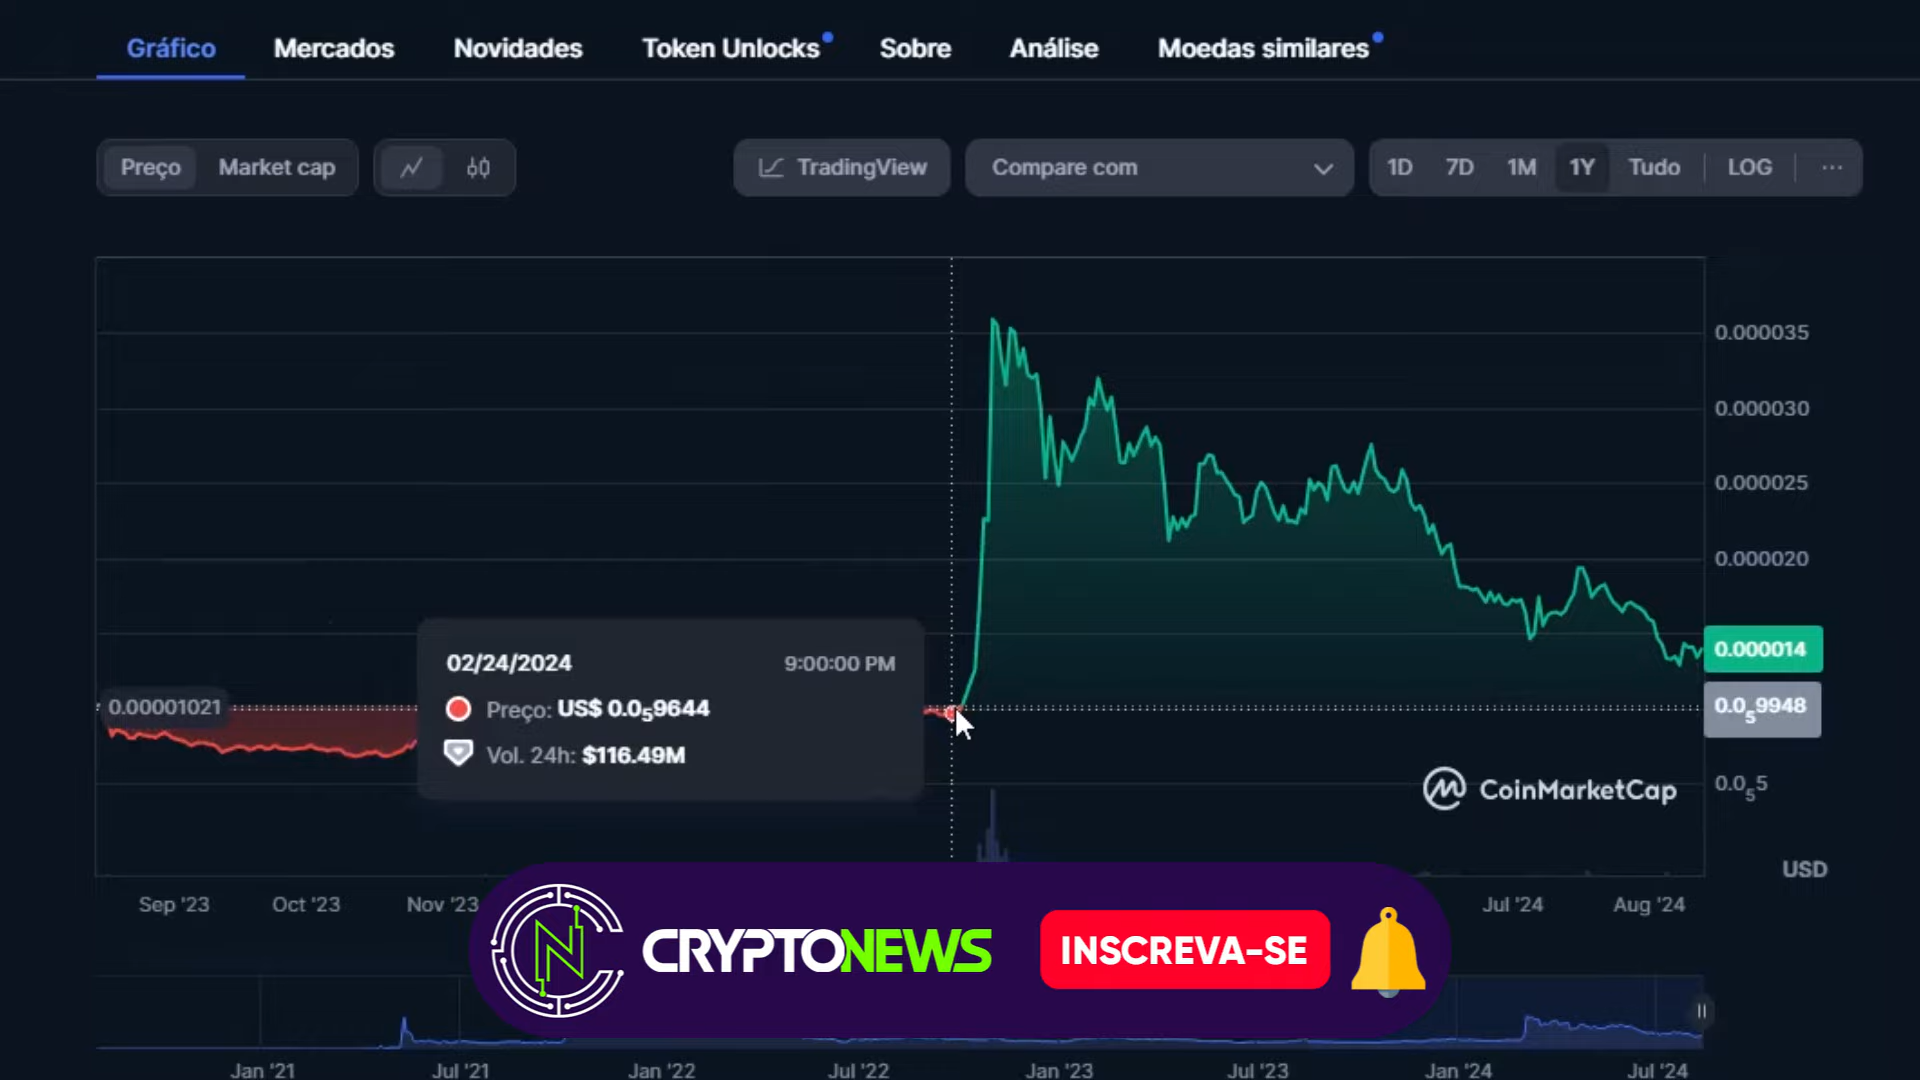 Gráfico Mercados Novidades Token Unlocks Sobre Análise Moedas similares
Preço Market cap TradingView Compare com 1D 7D 1M 1Y Tudo LOG ...
0.000035
0.000030
0.000025
0.000020
0.000014
02/24/2024 9:00:00 PM
0.00001021
Preço: US$ 0.0₅9644
0.0₅9948
Vol. 24h: $116.49M
CoinMarketCap
0.0₅5
USD
Sep '23 Oct '23 Nov '23 Jul '24 Aug '24
CRYPTONEWS INSCREVA-SE
Jan '21 Jul '21 Jan '22 Jul '22 Jan '23 Jul '23 Jan '24 Jul '24